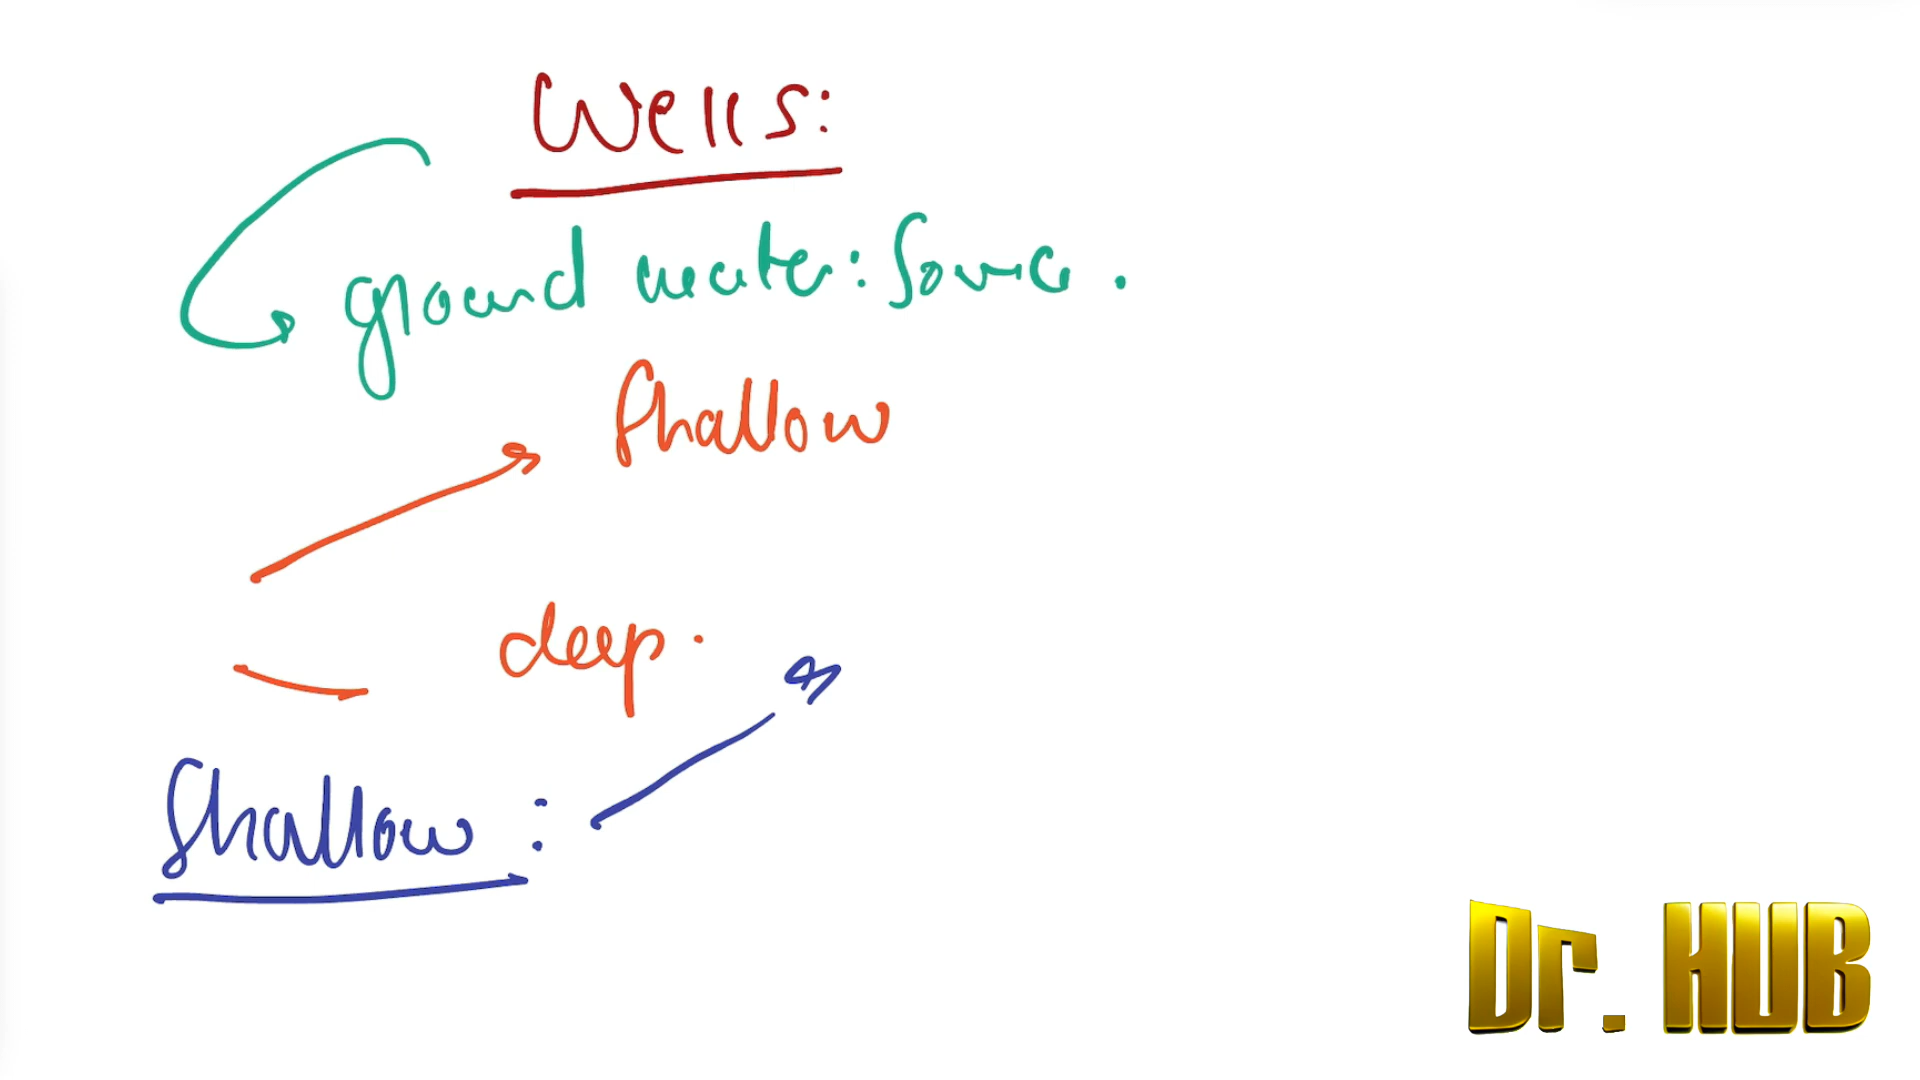 Wells:
ground water: Source.
Shallow
deep.
Shallow:
Dr. HUB